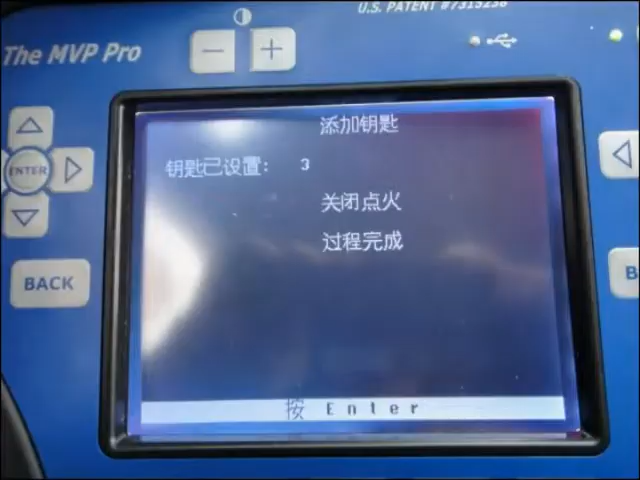 U.S. PATENT #7315238
The MVP Pro
添加钥匙
钥匙已设置: 3
ENTER
关闭点火
过程完成
BACK
B
按 Enter